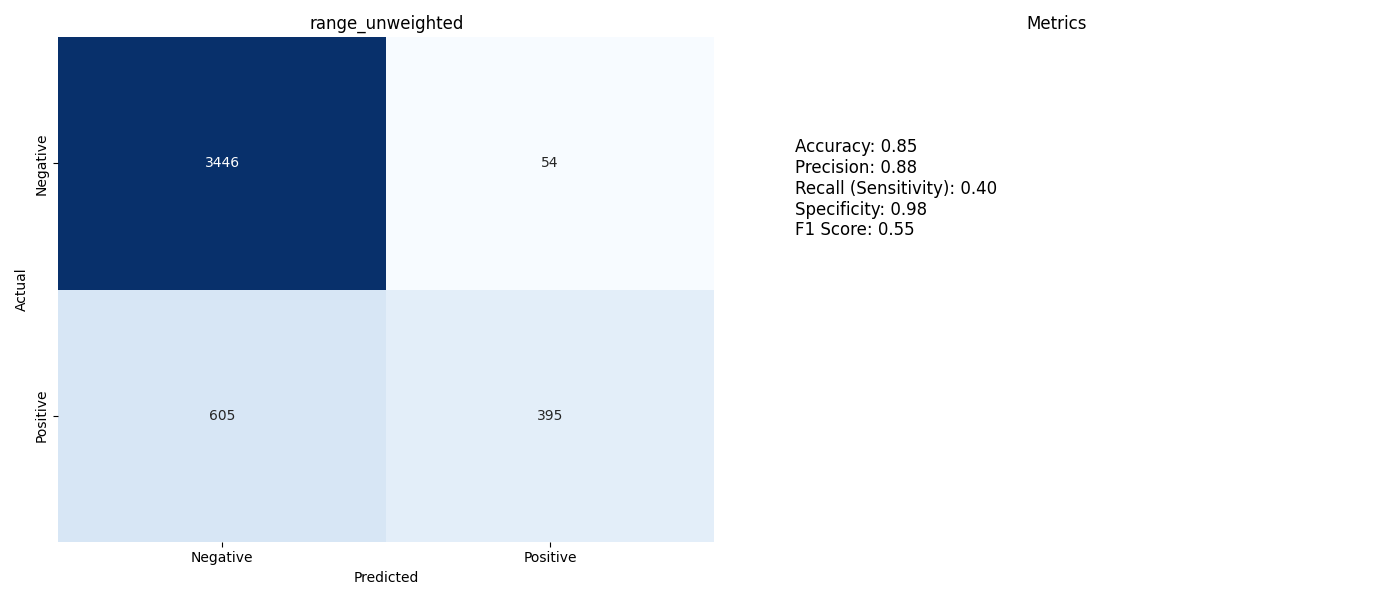 range_unweighted
Metrics
Negative
3446
54
Accuracy: 0.85
Precision: 0.88
Recall (Sensitivity): 0.40
Specificity: 0.98
F1 Score: 0.55
Actual
Positive
605
395
Negative
Positive
Predicted